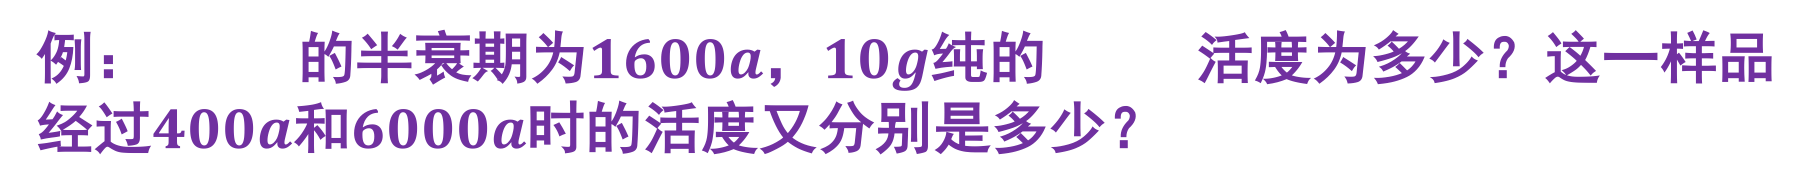 例： 的半衰期为1600a，10g纯的 活度为多少？这一样品
经过400a和6000a时的活度又分别是多少？